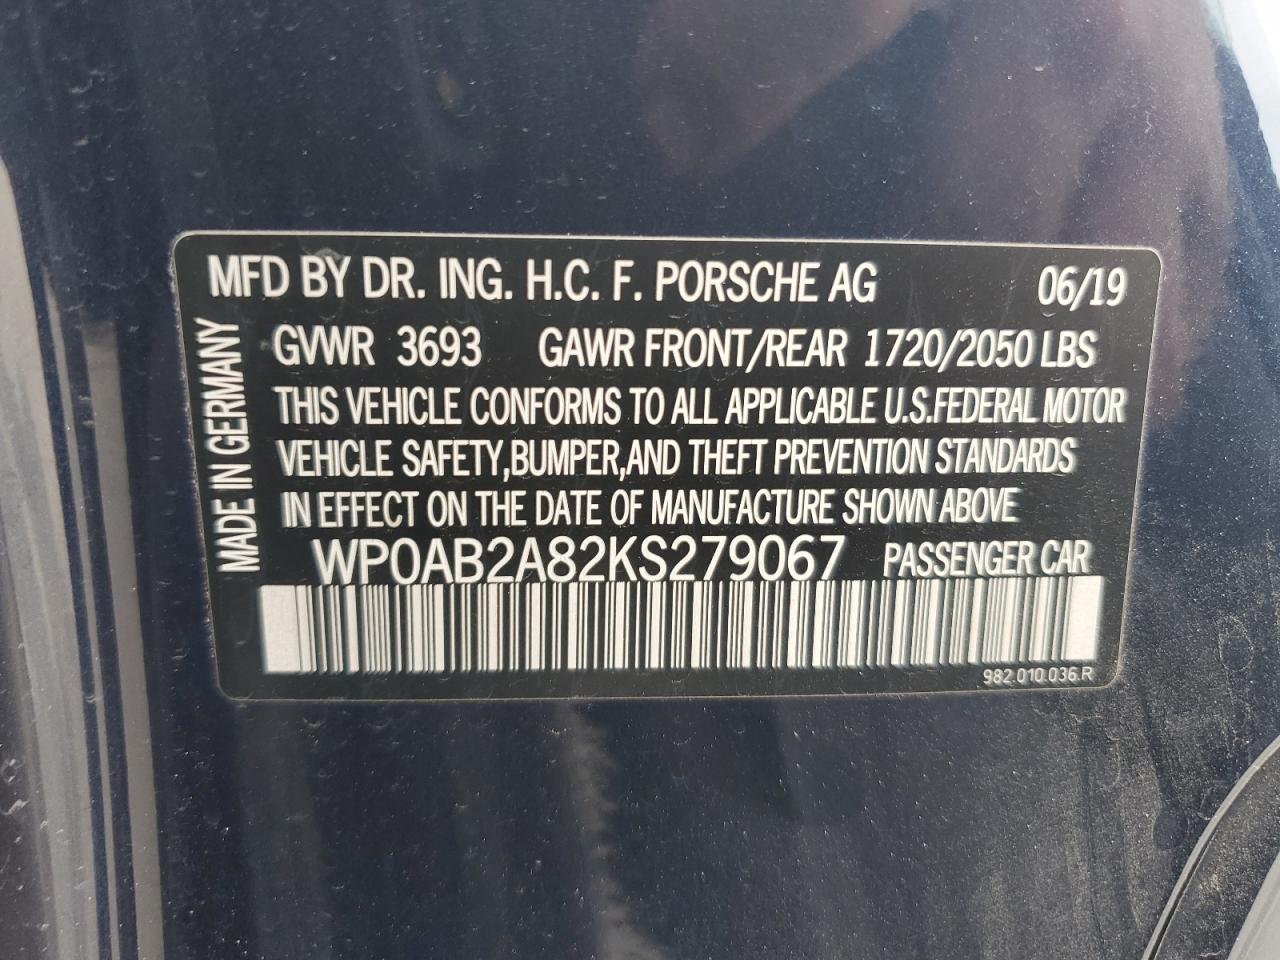 MFD BY DR. ING. H.C. F. PORSCHE AG 06/19
MADE IN GERMANY
GVWR 3693 GAWR FRONT/REAR 1720/2050 LBS
THIS VEHICLE CONFORMS TO ALL APPLICABLE U.S.FEDERAL MOTOR
VEHICLE SAFETY,BUMPER,AND THEFT PREVENTION STANDARDS
IN EFFECT ON THE DATE OF MANUFACTURE SHOWN ABOVE
WP0AB2A82KS279067 PASSENGER CAR
982.010.036.R